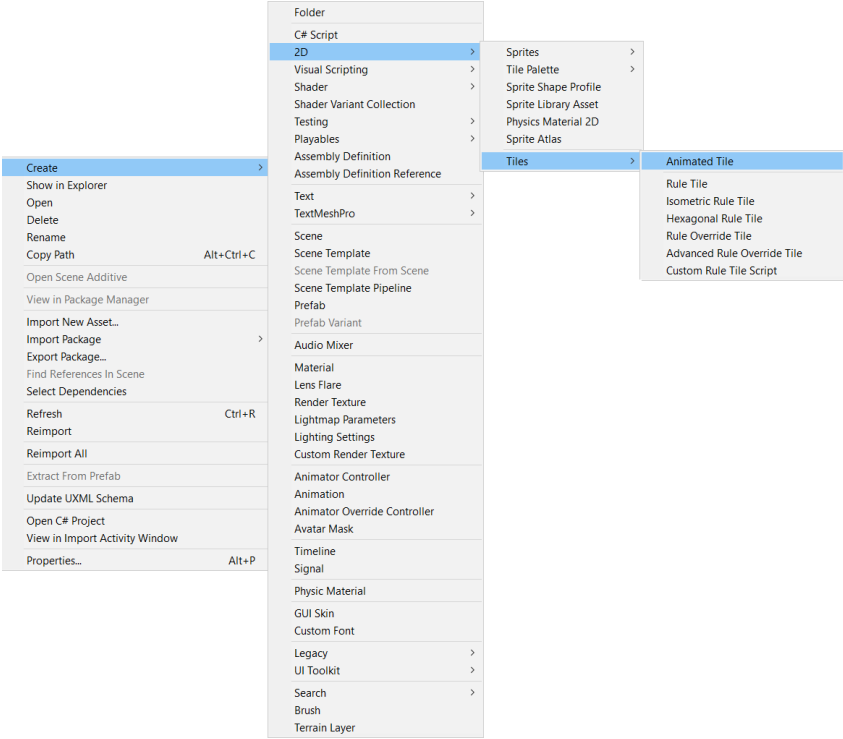 Create
Show in Explorer
Open
Delete
Rename
Copy Path Alt+Ctrl+C
Open Scene Additive
View in Package Manager
Import New Asset...
Import Package
Export Package...
Find References In Scene
Select Dependencies
Refresh Ctrl+R
Reimport
Reimport All
Extract From Prefab
Update UXML Schema
Open C# Project
View in Import Activity Window
Properties... Alt+P
Folder
C# Script
2D
Visual Scripting
Shader
Shader Variant Collection
Testing
Playables
Assembly Definition
Assembly Definition Reference
Text
TextMeshPro
Scene
Scene Template
Scene Template From Scene
Scene Template Pipeline
Prefab
Prefab Variant
Audio Mixer
Material
Lens Flare
Render Texture
Lightmap Parameters
Lighting Settings
Custom Render Texture
Animator Controller
Animation
Animator Override Controller
Avatar Mask
Timeline
Signal
Physic Material
GUI Skin
Custom Font
Legacy
UI Toolkit
Search
Brush
Terrain Layer
Sprites
Tile Palette
Sprite Shape Profile
Sprite Library Asset
Physics Material 2D
Sprite Atlas
Tiles
Animated Tile
Rule Tile
Isometric Rule Tile
Hexagonal Rule Tile
Rule Override Tile
Advanced Rule Override Tile
Custom Rule Tile Script